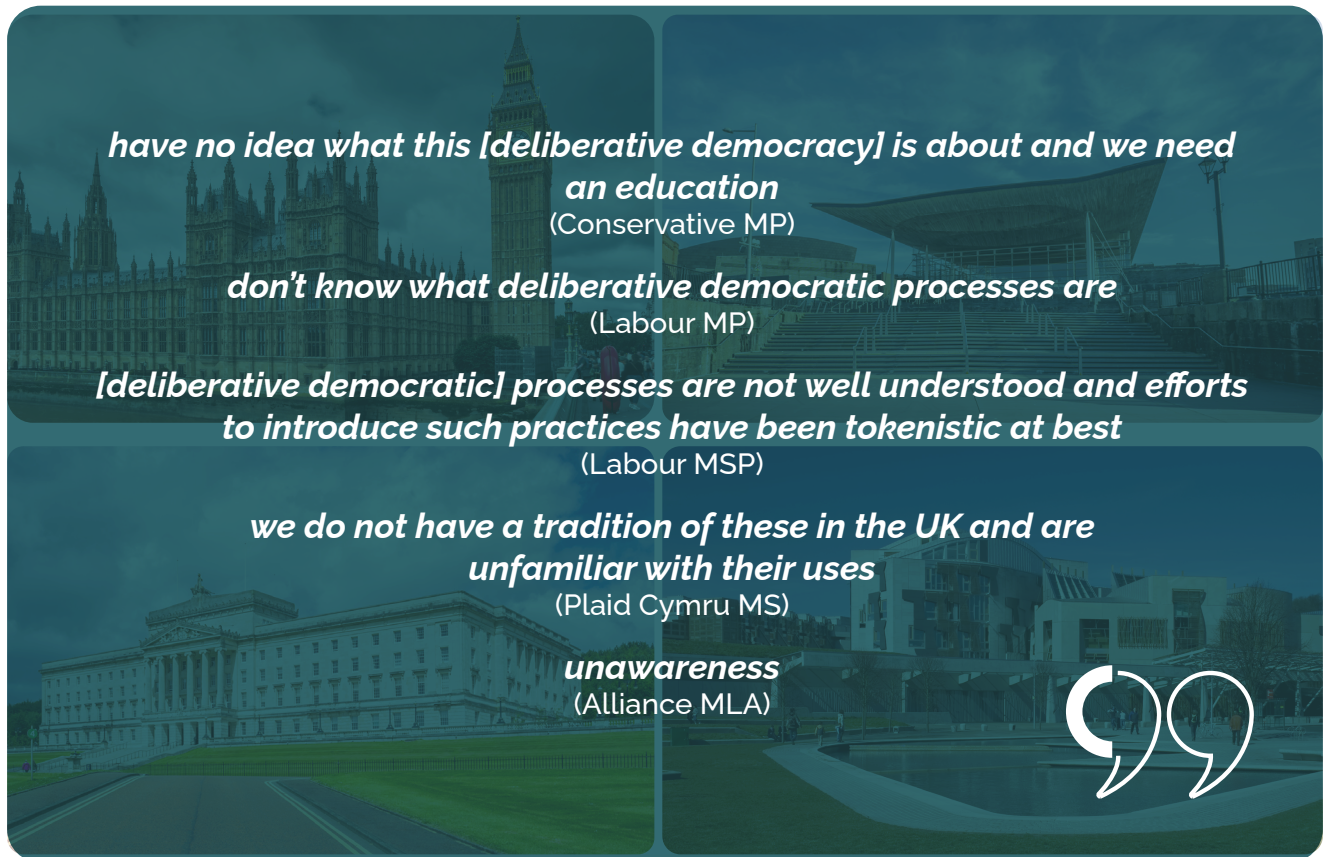 have no idea what this [deliberative democracy] is about and we need
an education
(Conservative MP)
don’t know what deliberative democratic processes are
(Labour MP)
[deliberative democratic] processes are not well understood and efforts
to introduce such practices have been tokenistic at best
(Labour MSP)
we do not have a tradition of these in the UK and are
unfamiliar with their uses
(Plaid Cymru MS)
unawareness
(Alliance MLA)